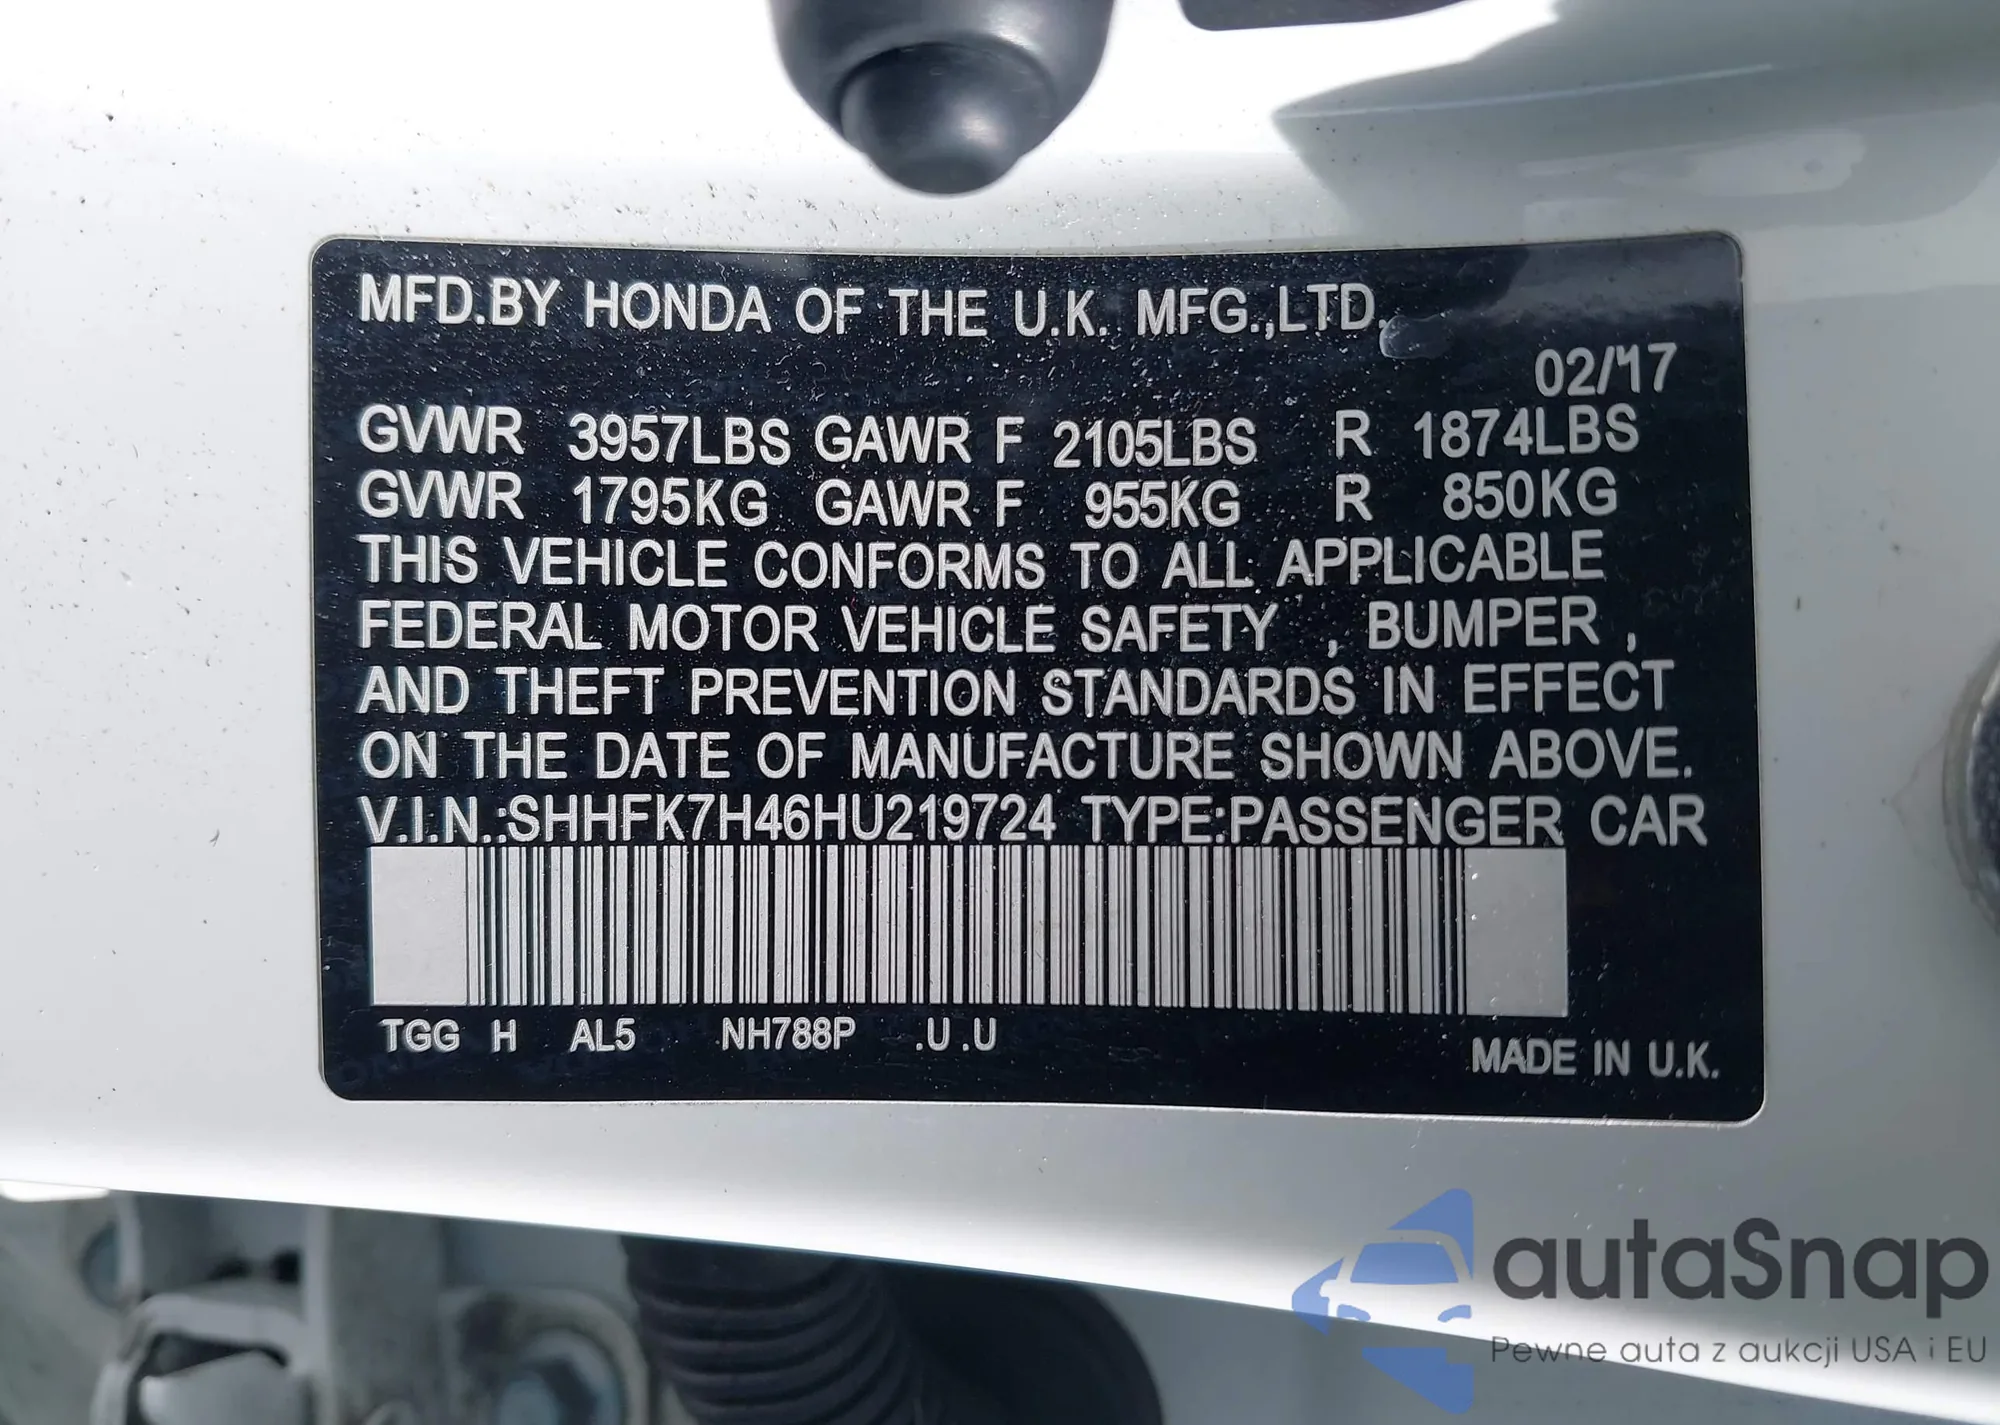 MFD.BY HONDA OF THE U.K. MFG.,LTD.
02/17
GVWR 3957LBS GAWR F 2105LBS R 1874LBS
GVWR 1795KG GAWR F 955KG R 850KG
THIS VEHICLE CONFORMS TO ALL APPLICABLE
FEDERAL MOTOR VEHICLE SAFETY , BUMPER ,
AND THEFT PREVENTION STANDARDS IN EFFECT
ON THE DATE OF MANUFACTURE SHOWN ABOVE.
V.I.N.:SHHFK7H46HU219724 TYPE:PASSENGER CAR
TGG H AL5 NH788P .U .U
MADE IN U.K.
autaSnap
Pewne auta z aukcji USA i EU